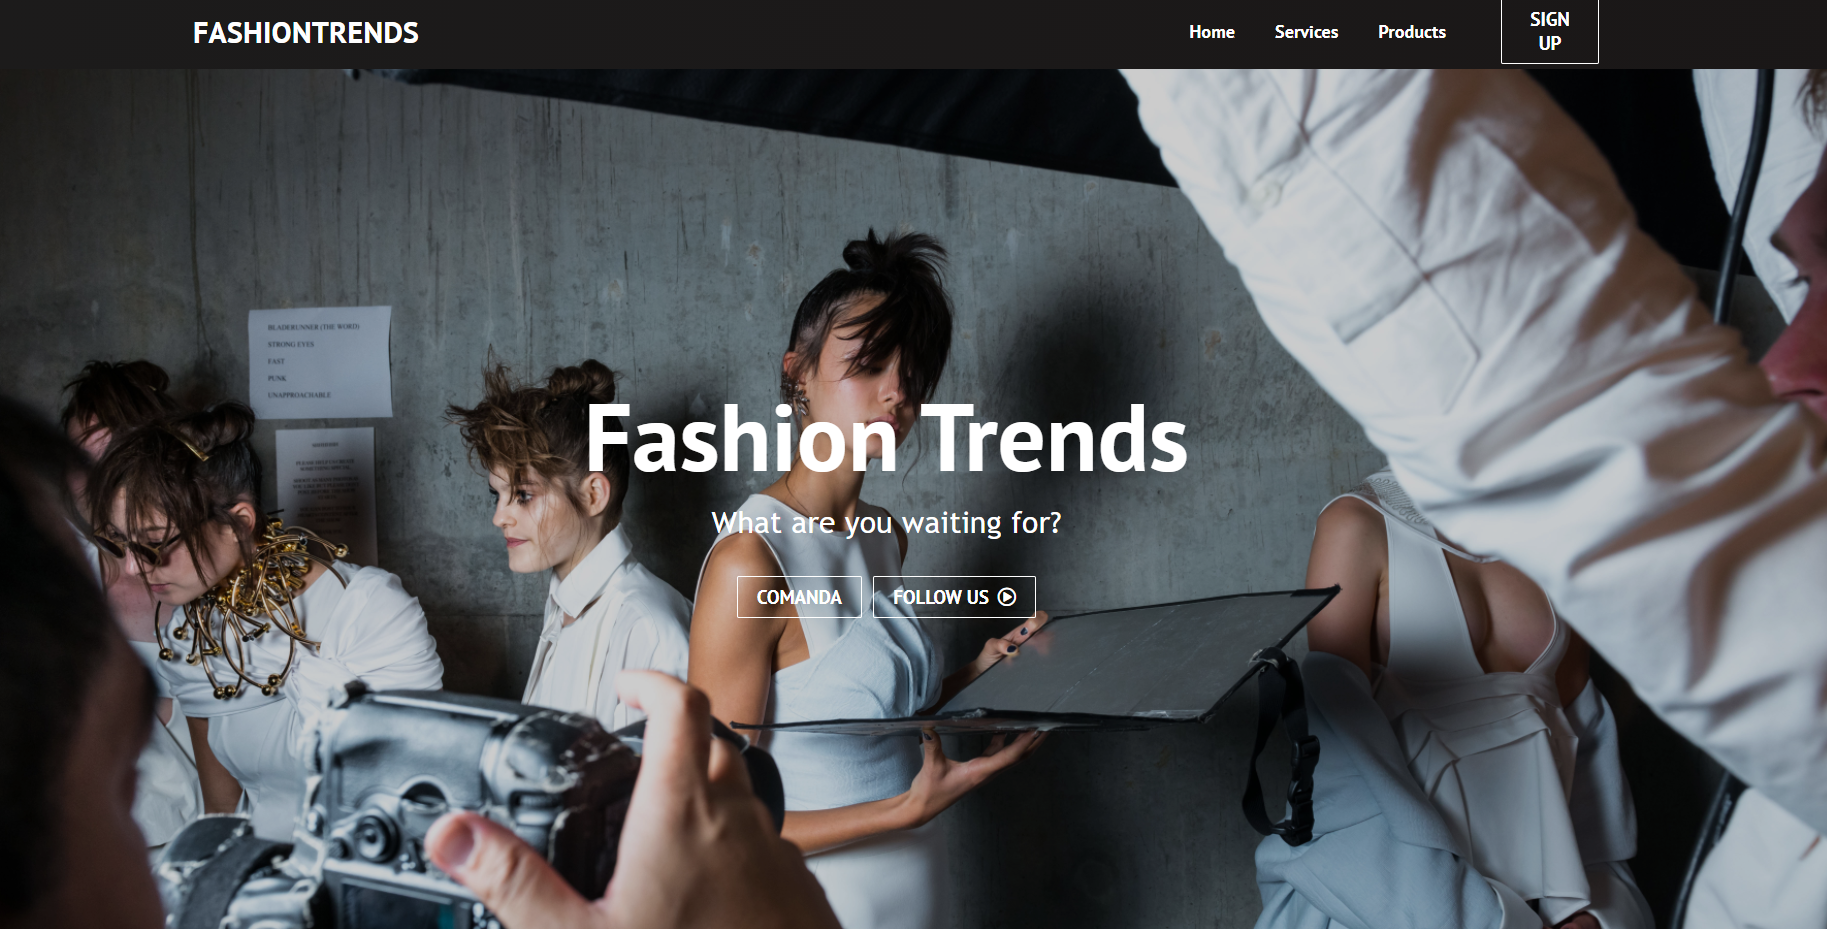 FASHIONTRENDS
Home
Services
Products
SIGN
UP
BLADERUNNER (THE WORD)
STRONG EYES
FAST
PUNK
UNAPPROACHABLE
Fashion Trends
What are you waiting for?
COMANDA
FOLLOW US